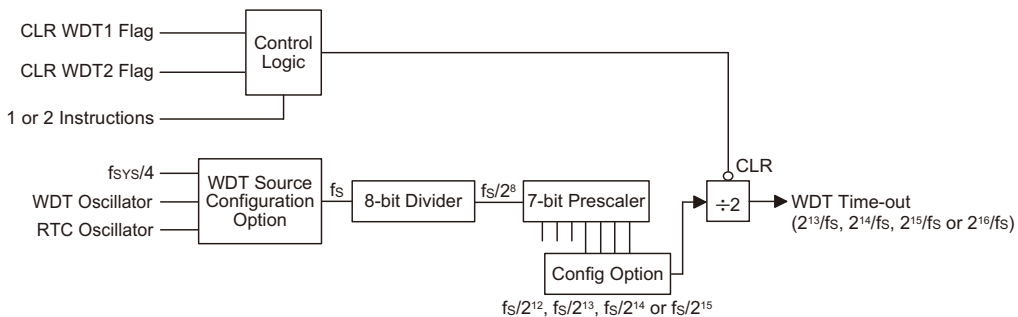 CLR WDT1 Flag
CLR WDT2 Flag
1 or 2 Instructions
Control
Logic
CLR
fSYS/4
WDT Oscillator
RTC Oscillator
WDT Source
Configuration
Option
fS
8-bit Divider
fS/2⁸
7-bit Prescaler
÷2
WDT Time-out
(2¹³/fS, 2¹⁴/fS, 2¹⁵/fS or 2¹⁶/fS)
Config Option
fS/2¹², fS/2¹³, fS/2¹⁴ or fS/2¹⁵